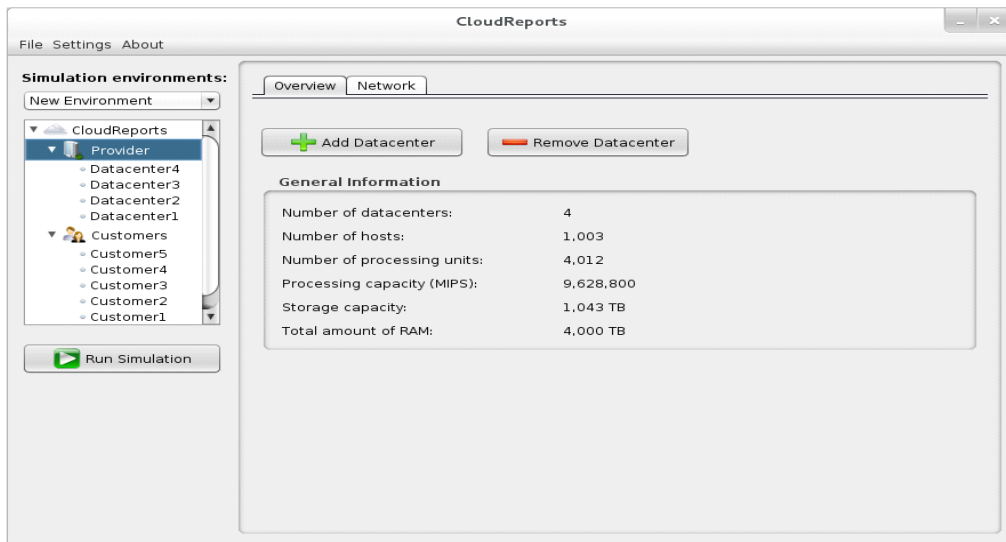 CloudReports
File Settings About
Simulation environments:
New Environment
CloudReports
Provider
Datacenter4
Datacenter3
Datacenter2
Datacenter1
Customers
Customer5
Customer4
Customer3
Customer2
Customer1
Run Simulation
Overview Network
Add Datacenter Remove Datacenter
General Information
Number of datacenters: 4
Number of hosts: 1,003
Number of processing units: 4,012
Processing capacity (MIPS): 9,628,800
Storage capacity: 1,043 TB
Total amount of RAM: 4,000 TB